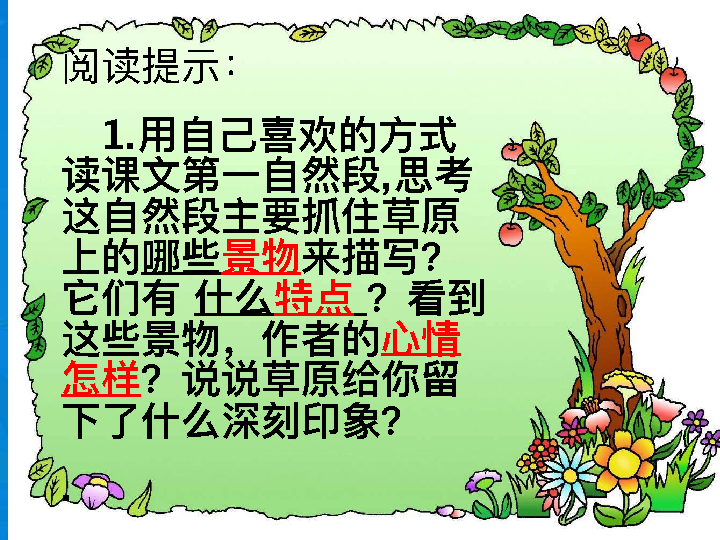 阅读提示：
1.用自己喜欢的方式
读课文第一自然段,思考
这自然段主要抓住草原
上的哪些景物来描写?
它们有 什么特点 ？看到
这些景物，作者的心情
怎样？说说草原给你留
下了什么深刻印象?